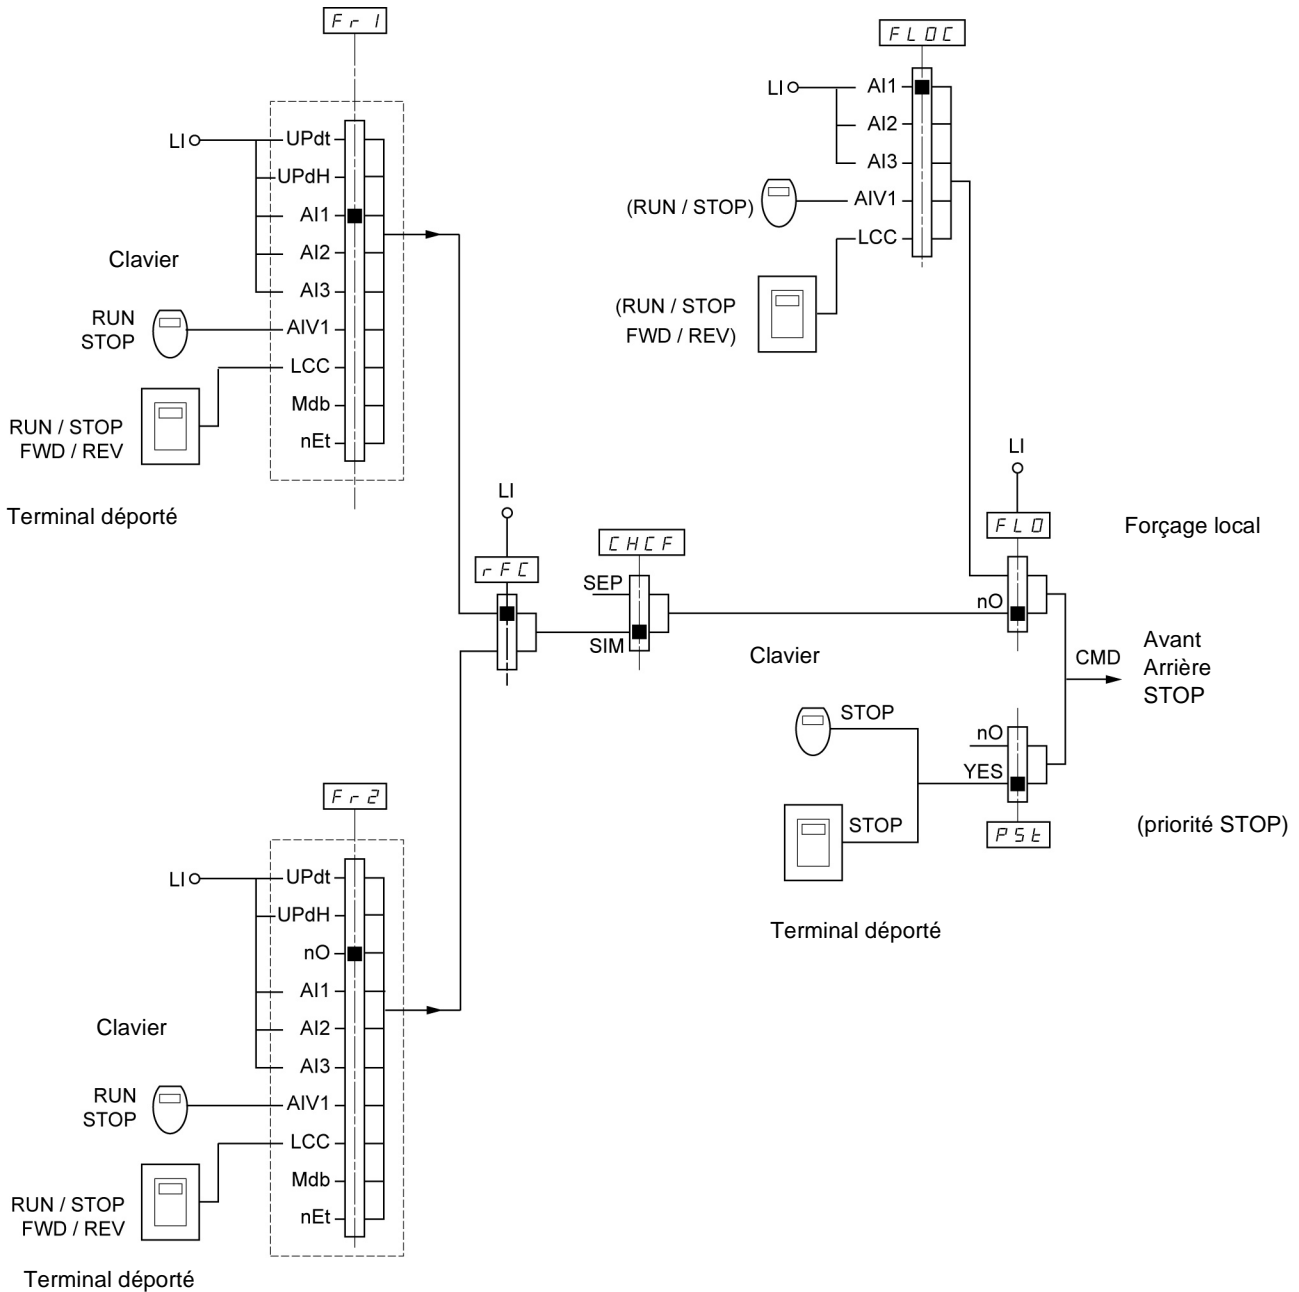 Fr1
LI
UPdt
UPdH
AI1
AI2
AI3
AIV1
LCC
Mdb
nEt
Clavier
RUN
STOP
RUN / STOP
FWD / REV
Terminal déporté
FLOC
LI
AI1
AI2
AI3
AIV1
LCC
(RUN / STOP)
(RUN / STOP
FWD / REV)
LI
rFC
CHCF
SEP
SIM
LI
FLO
nO
Forçage local
Clavier
STOP
STOP
Terminal déporté
nO
YES
PSt
CMD
Avant
Arrière
STOP
(priorité STOP)
Fr2
LI
UPdt
UPdH
nO
AI1
AI2
AI3
AIV1
LCC
Mdb
nEt
Clavier
RUN
STOP
RUN / STOP
FWD / REV
Terminal déporté